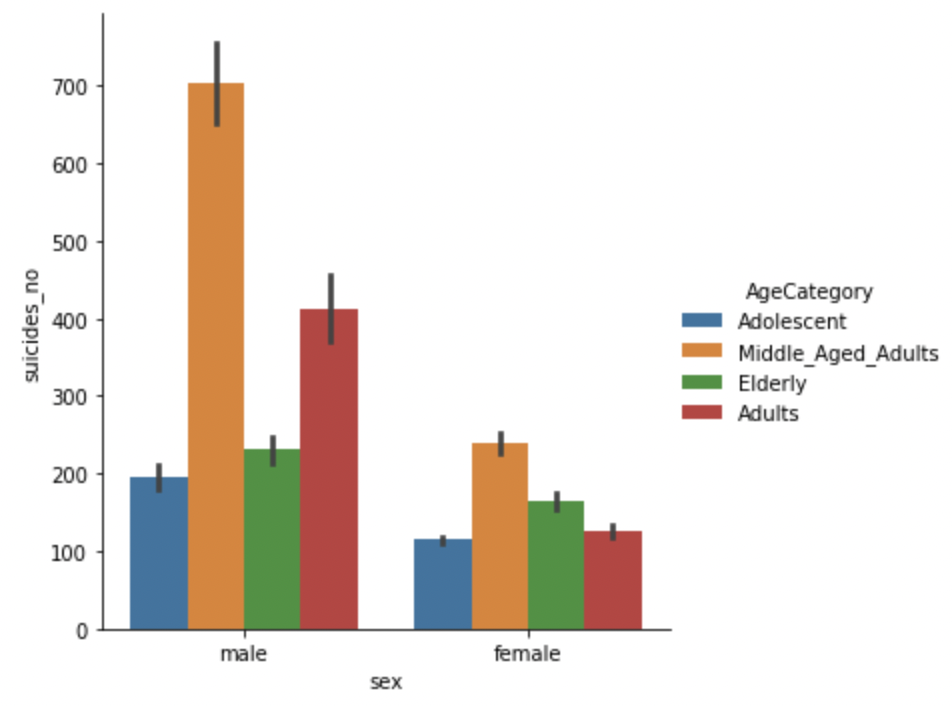 700
600
500
400
300
200
100
0
suicides_no
male
female
sex
AgeCategory
Adolescent
Middle_Aged_Adults
Elderly
Adults